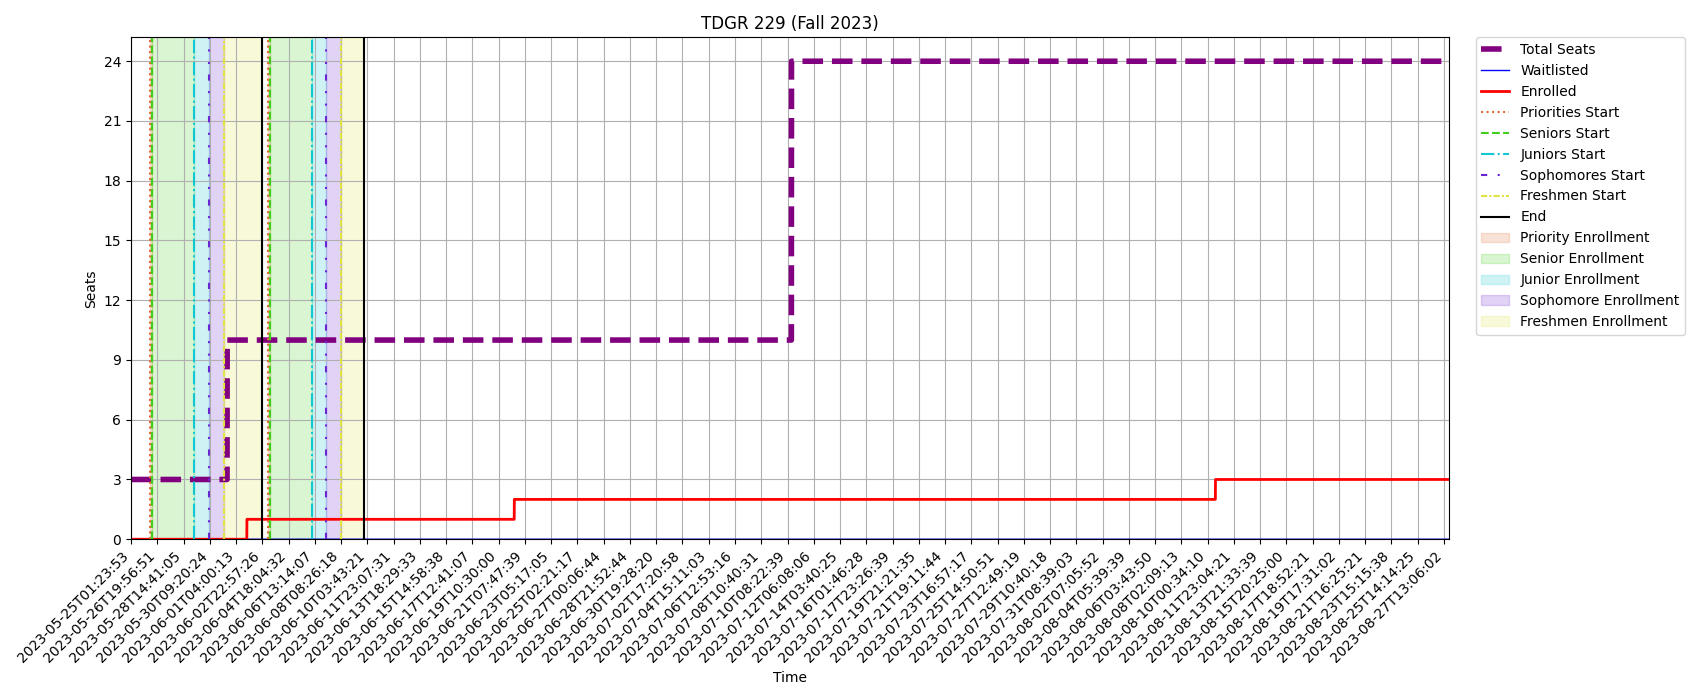 TDGR 229 (Fall 2023)
Seats
24
21
18
15
12
9
6
3
0
2023-05-25T01:23:53
2023-05-26T19:56:51
2023-05-28T14:41:05
2023-05-30T09:20:24
2023-06-01T04:00:13
2023-06-02T22:57:26
2023-06-04T18:04:32
2023-06-06T13:14:07
2023-06-08T08:26:18
2023-06-10T03:43:21
2023-06-11T23:07:31
2023-06-13T18:29:33
2023-06-15T14:58:38
2023-06-17T12:41:07
2023-06-19T10:30:00
2023-06-21T07:47:39
2023-06-23T05:17:05
2023-06-25T02:21:17
2023-06-27T00:06:44
2023-06-28T21:52:44
2023-06-30T19:28:20
2023-07-02T17:20:58
2023-07-04T15:11:03
2023-07-06T12:53:16
2023-07-08T10:40:31
2023-07-10T08:22:39
2023-07-12T06:08:06
2023-07-14T03:40:25
2023-07-16T01:46:28
2023-07-17T23:26:39
2023-07-19T21:21:35
2023-07-21T19:11:44
2023-07-23T16:57:17
2023-07-25T14:50:51
2023-07-27T12:49:19
2023-07-29T10:40:18
2023-07-31T08:39:03
2023-08-02T07:05:52
2023-08-04T05:39:39
2023-08-06T03:43:50
2023-08-08T02:09:13
2023-08-10T00:34:10
2023-08-11T23:04:21
2023-08-13T21:33:39
2023-08-15T20:25:00
2023-08-17T18:52:21
2023-08-19T17:31:02
2023-08-21T16:25:21
2023-08-23T15:15:38
2023-08-25T14:14:25
2023-08-27T13:06:02
Time
Total Seats
Waitlisted
Enrolled
Priorities Start
Seniors Start
Juniors Start
Sophomores Start
Freshmen Start
End
Priority Enrollment
Senior Enrollment
Junior Enrollment
Sophomore Enrollment
Freshmen Enrollment